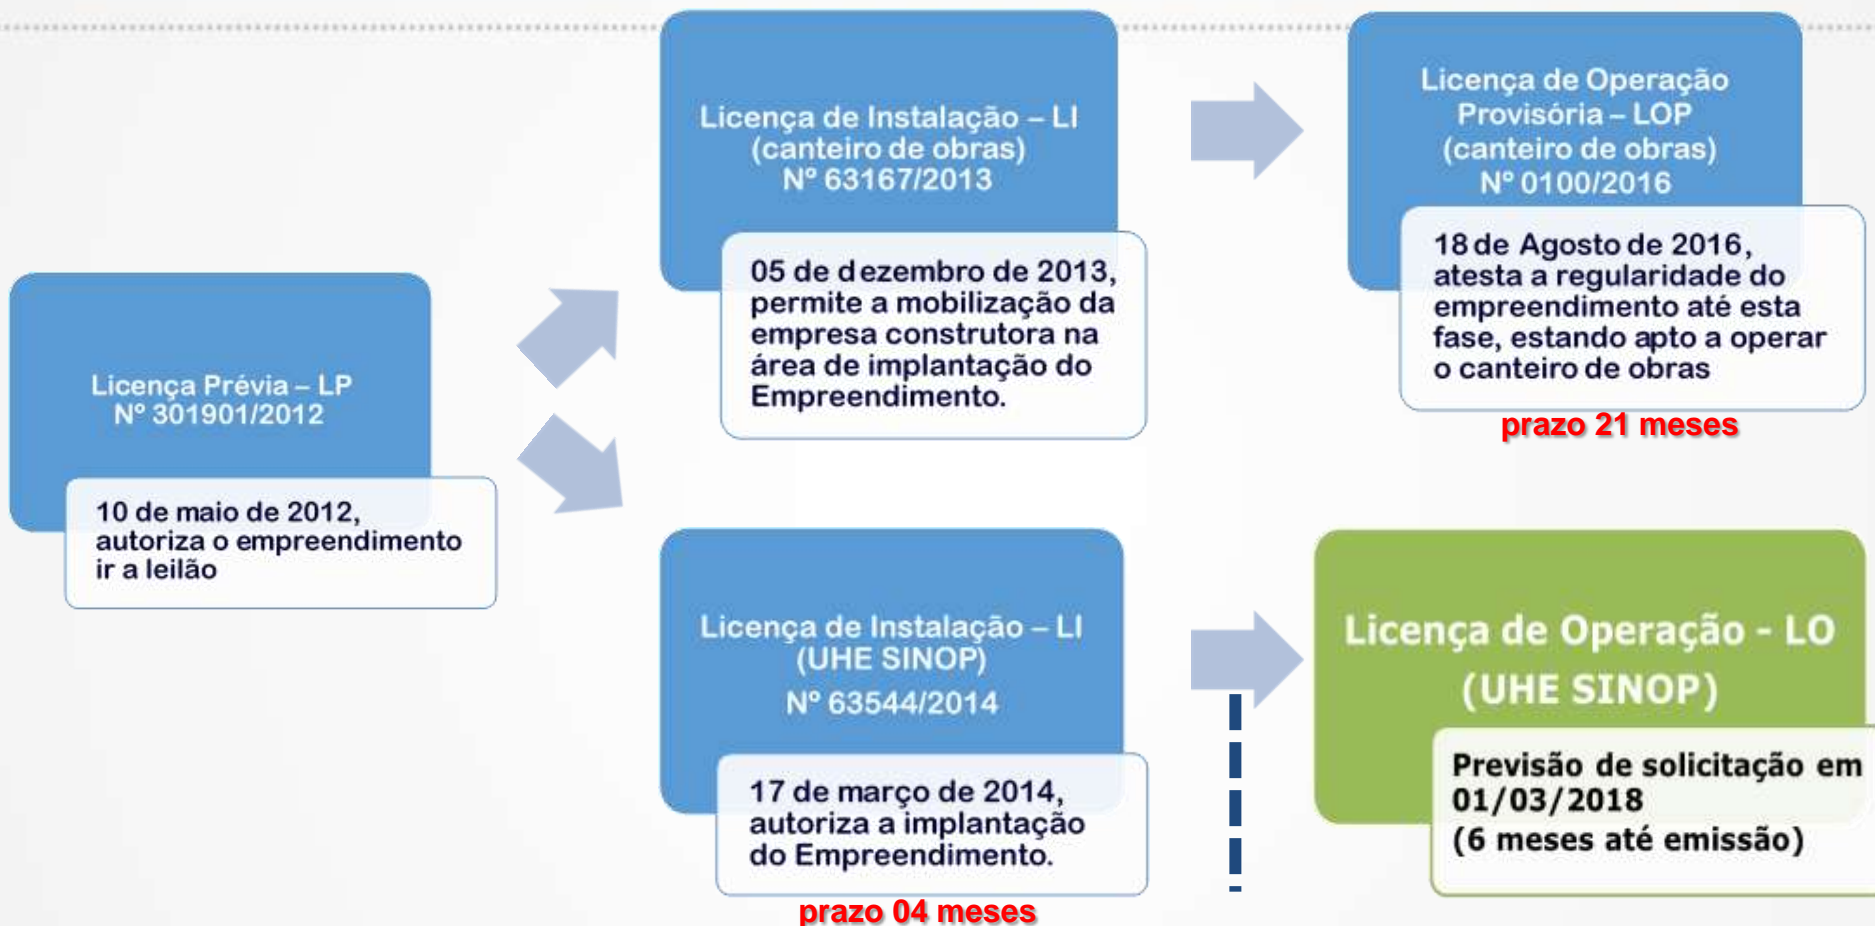 Licença Prévia – LP
Nº 301901/2012
10 de maio de 2012,
autoriza o empreendimento
ir a leilão
Licença de Instalação – LI
(canteiro de obras)
Nº 63167/2013
05 de dezembro de 2013,
permite a mobilização da
empresa construtora na
área de implantação do
Empreendimento.
Licença de Operação
Provisória – LOP
(canteiro de obras)
Nº 0100/2016
18 de Agosto de 2016,
atesta a regularidade do
empreendimento até esta
fase, estando apto a operar
o canteiro de obras
prazo 21 meses
Licença de Instalação – LI
(UHE SINOP)
Nº 63544/2014
17 de março de 2014,
autoriza a implantação
do Empreendimento.
prazo 04 meses
Licença de Operação - LO
(UHE SINOP)
Previsão de solicitação em
01/03/2018
(6 meses até emissão)